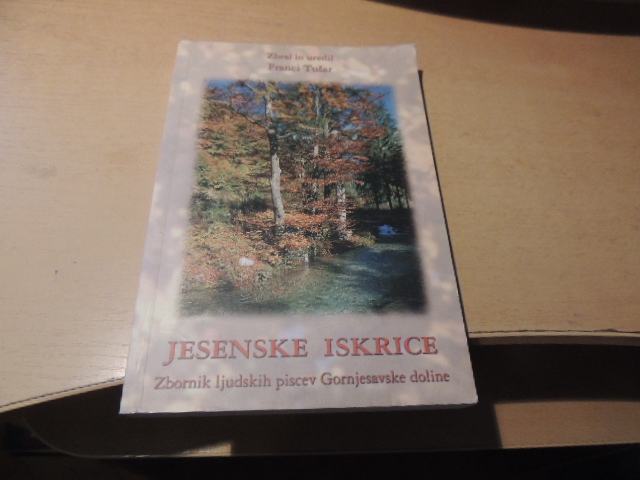 Zbral in uredil
Franci Tušar
JESENSKE ISKRICE
Zbornik ljudskih piscev Gornjesavske doline